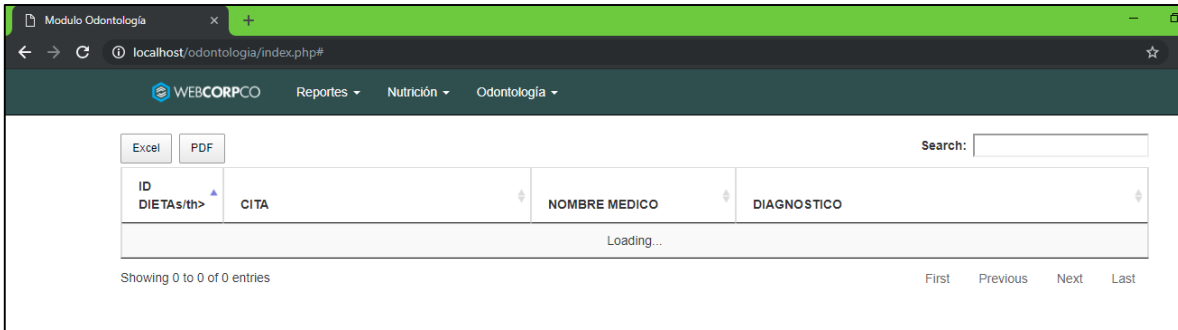 Modulo Odontología
localhost/odontologia/index.php#
WEBCORPCO Reportes Nutrición Odontología
Excel PDF Search:
ID
DIETAs/th> CITA NOMBRE MEDICO DIAGNOSTICO
Loading...
Showing 0 to 0 of 0 entries First Previous Next Last